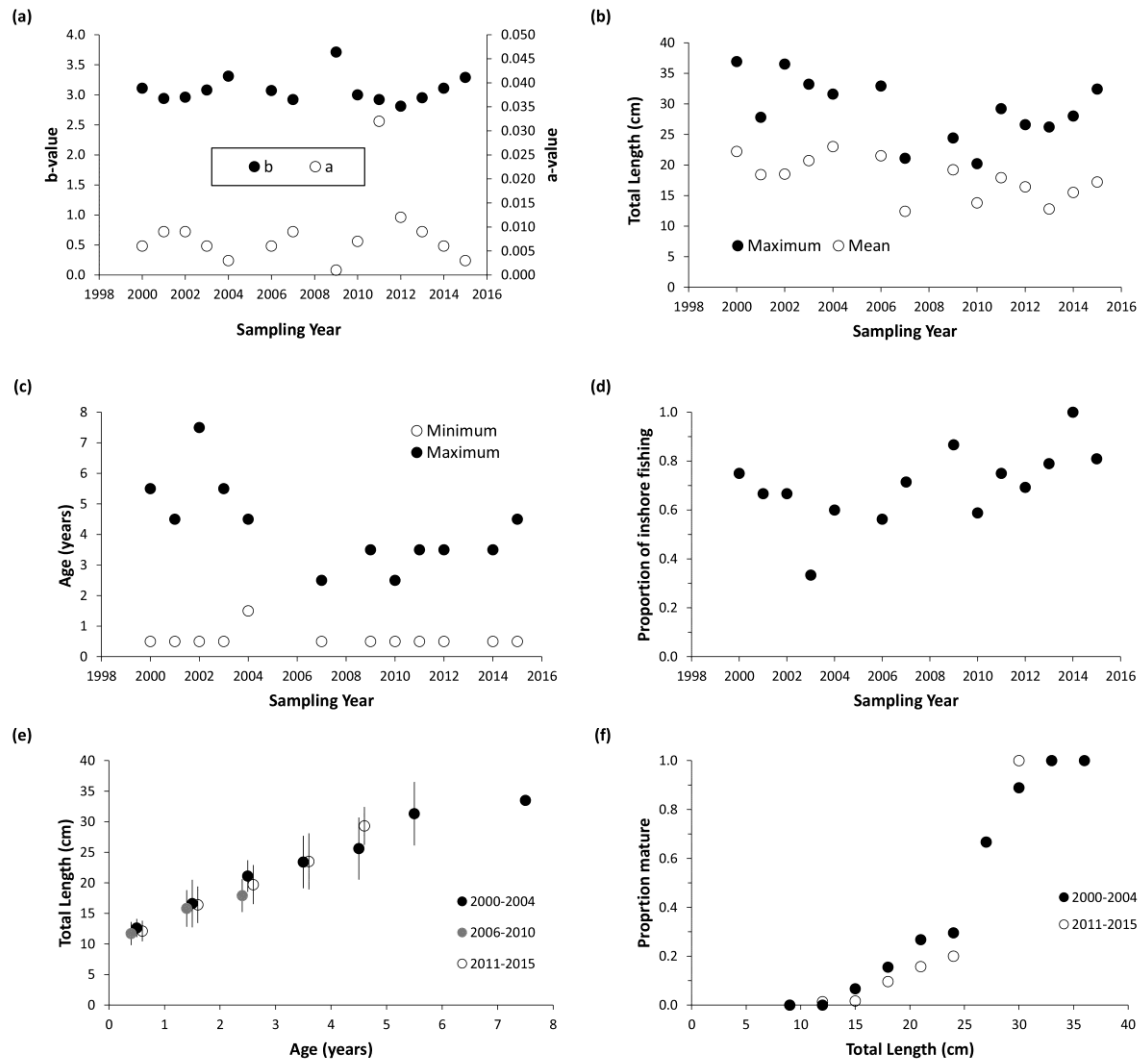 (a)
4.0
3.5
3.0
2.5
2.0
1.5
1.0
0.5
0.0
b-value
0.050
0.045
0.040
0.035
0.030
0.025
0.020
0.015
0.010
0.005
0.000
a-value
b a
1998 2000 2002 2004 2006 2008 2010 2012 2014 2016
Sampling Year
(b)
40
35
30
25
20
15
10
5
0
Total Length (cm)
Maximum Mean
1998 2000 2002 2004 2006 2008 2010 2012 2014 2016
Sampling Year
(c)
8
7
6
5
4
3
2
1
0
Age (years)
Minimum
Maximum
1998 2000 2002 2004 2006 2008 2010 2012 2014 2016
Sampling Year
(d)
1.0
0.8
0.6
0.4
0.2
0.0
Proportion of inshore fishing
1998 2000 2002 2004 2006 2008 2010 2012 2014 2016
Sampling Year
(e)
40
35
30
25
20
15
10
5
0
Total Length (cm)
2000-2004
2006-2010
2011-2015
0 1 2 3 4 5 6 7 8
Age (years)
(f)
1.0
0.8
0.6
0.4
0.2
0.0
Proprtion mature
2000-2004
2011-2015
0 5 10 15 20 25 30 35 40
Total Length (cm)